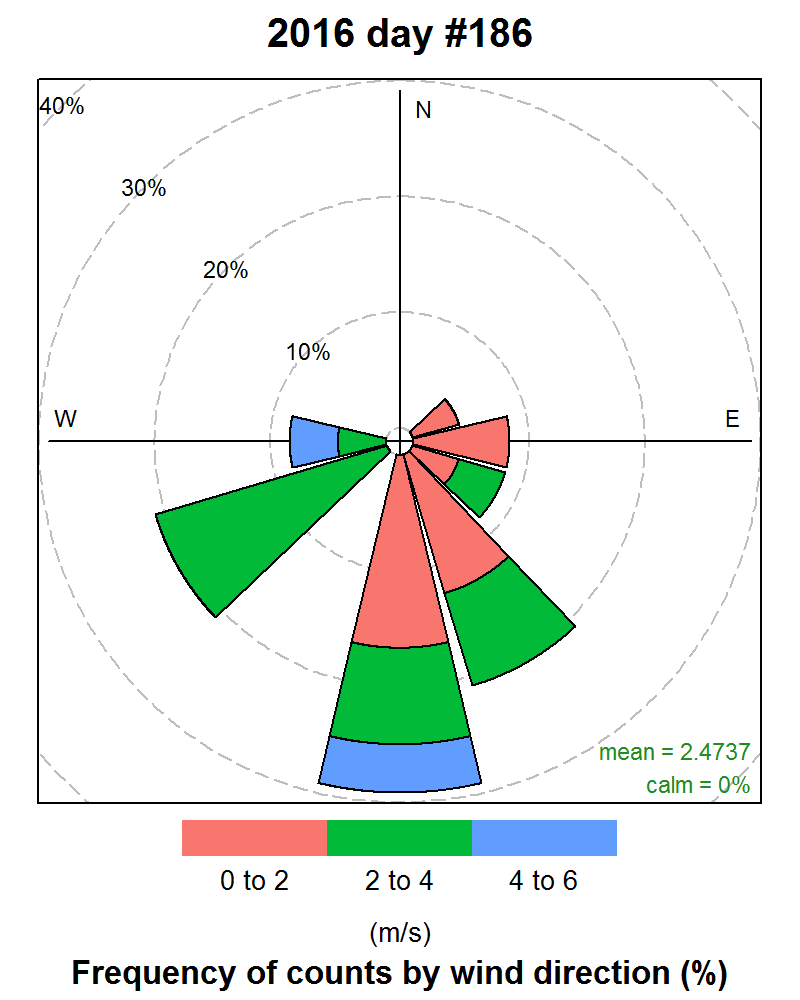 2016 day #186
40%
N
30%
20%
10%
W
E
mean = 2.4737
calm = 0%
0 to 2
2 to 4
4 to 6
(m/s)
Frequency of counts by wind direction (%)